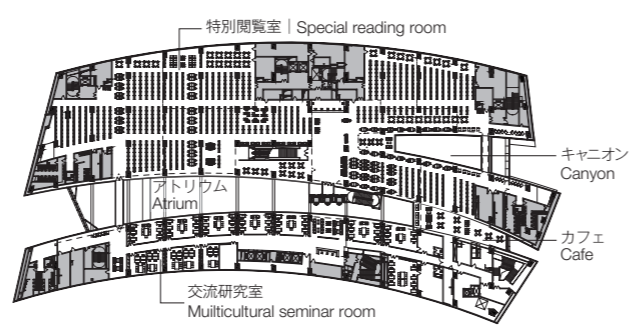 特別閲覧室｜Special reading room
キャニオン
Canyon
アトリウム
Atrium
カフェ
Cafe
交流研究室
Muilticultural seminar room